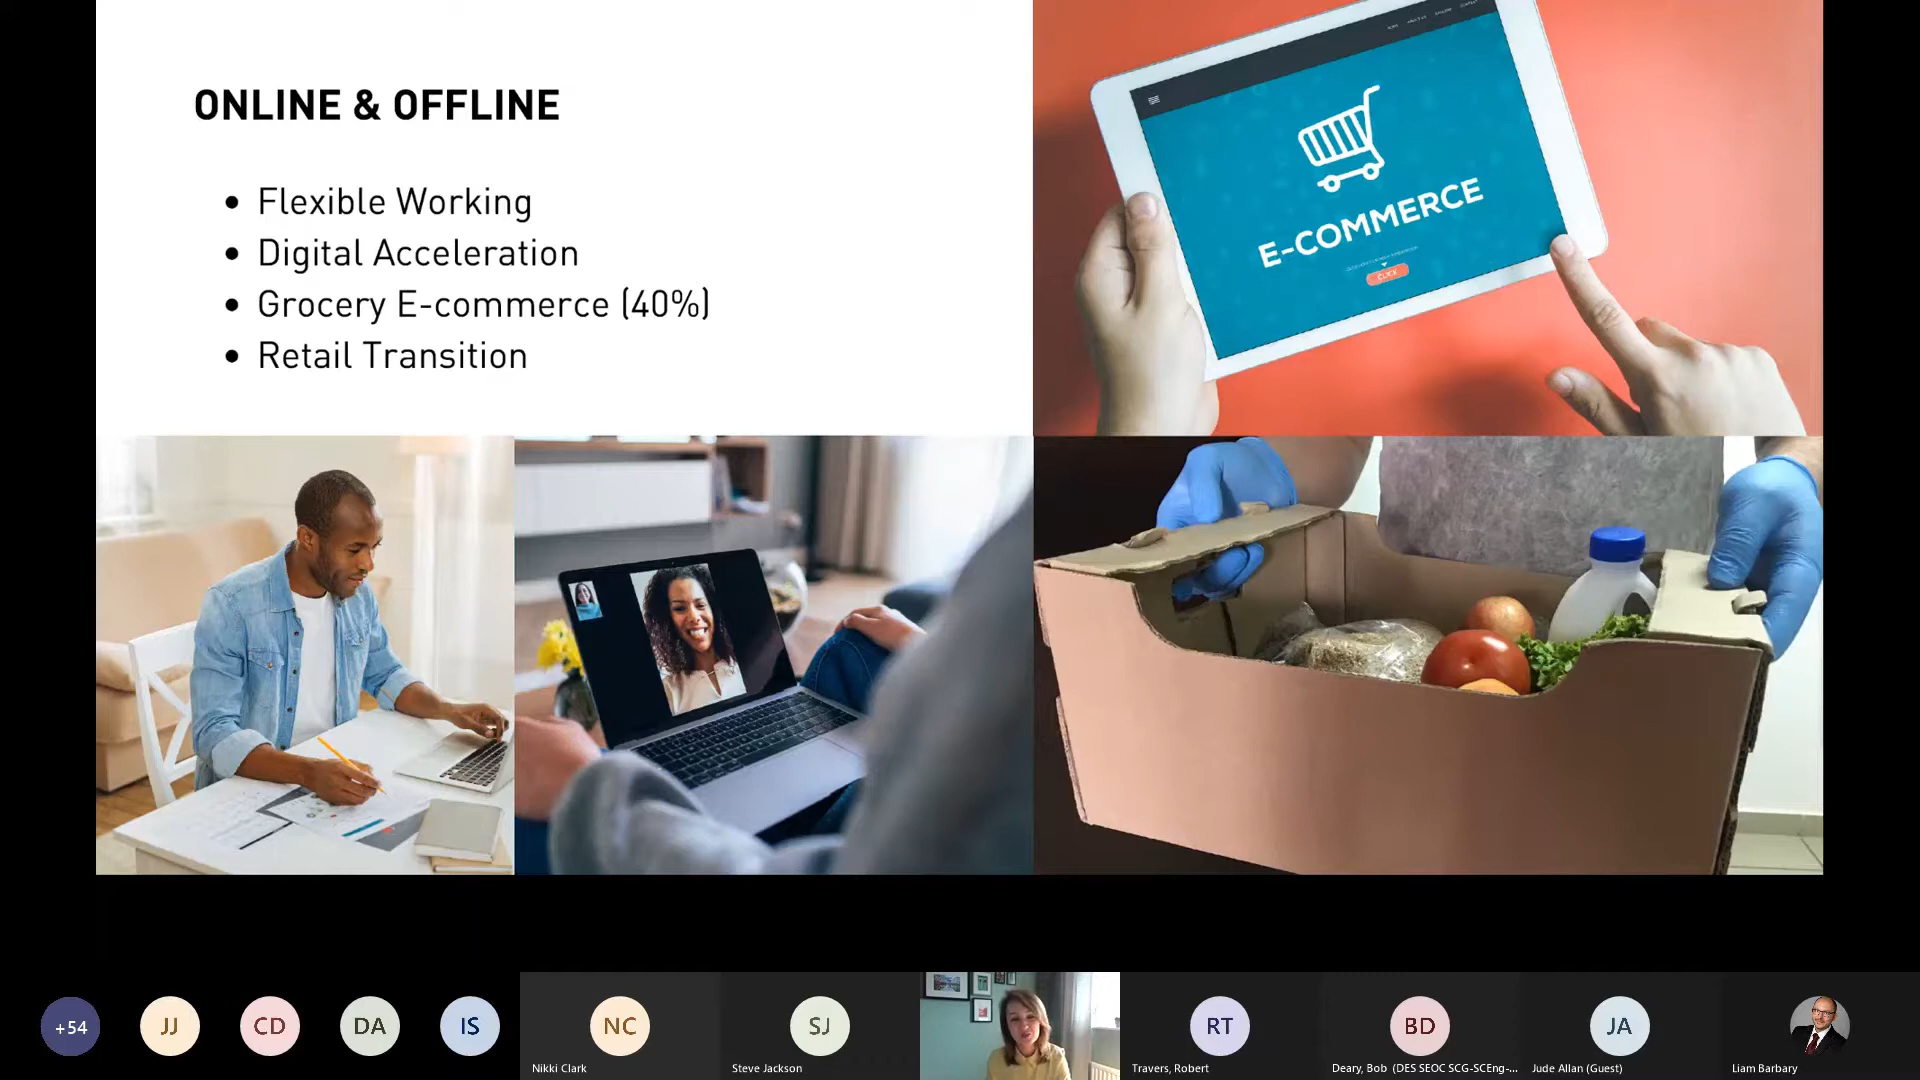 ONLINE & OFFLINE
• Flexible Working
• Digital Acceleration
• Grocery E-commerce (40%)
• Retail Transition
E-COMMERCE
CLICK
+54
JJ
CD
DA
IS
NC
Nikki Clark
SJ
Steve Jackson
RT
Travers, Robert
BD
Deary, Bob (DES SEOC SCG-SCEng-...
JA
Jude Allan (Guest)
Liam Barbary